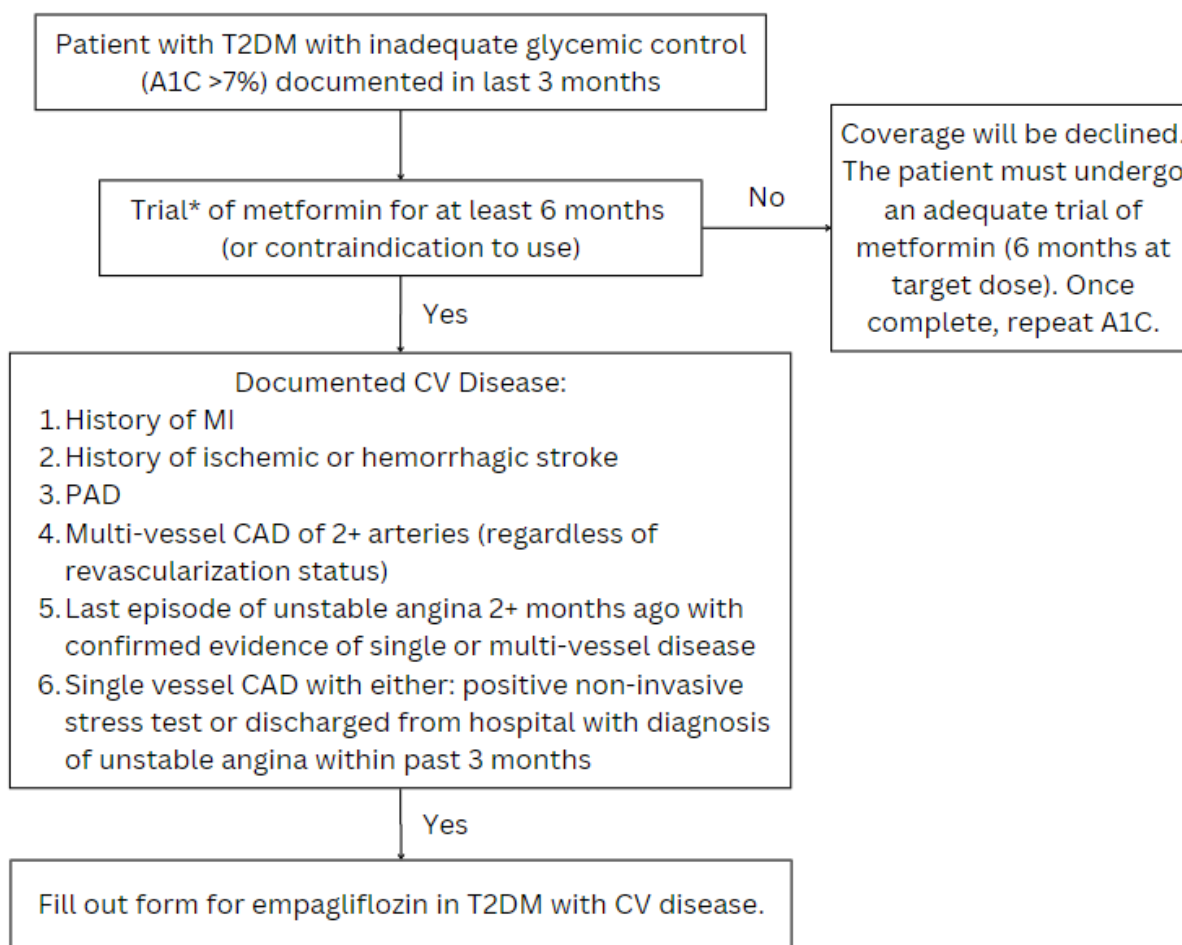 Patient with T2DM with inadequate glycemic control
(A1C >7%) documented in last 3 months
Trial* of metformin for at least 6 months
(or contraindication to use)
No
Coverage will be declined.
The patient must undergo
an adequate trial of
metformin (6 months at
target dose). Once
complete, repeat A1C.
Yes
Documented CV Disease:
1. History of MI
2. History of ischemic or hemorrhagic stroke
3. PAD
4. Multi-vessel CAD of 2+ arteries (regardless of
revascularization status)
5. Last episode of unstable angina 2+ months ago with
confirmed evidence of single or multi-vessel disease
6. Single vessel CAD with either: positive non-invasive
stress test or discharged from hospital with diagnosis
of unstable angina within past 3 months
Yes
Fill out form for empagliflozin in T2DM with CV disease.